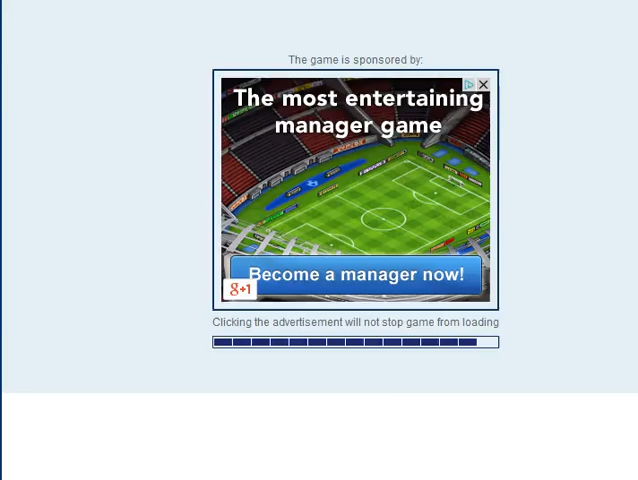 The game is sponsored by:
The most entertaining
manager game
Become a manager now!
g+1
Clicking the advertisement will not stop game from loading